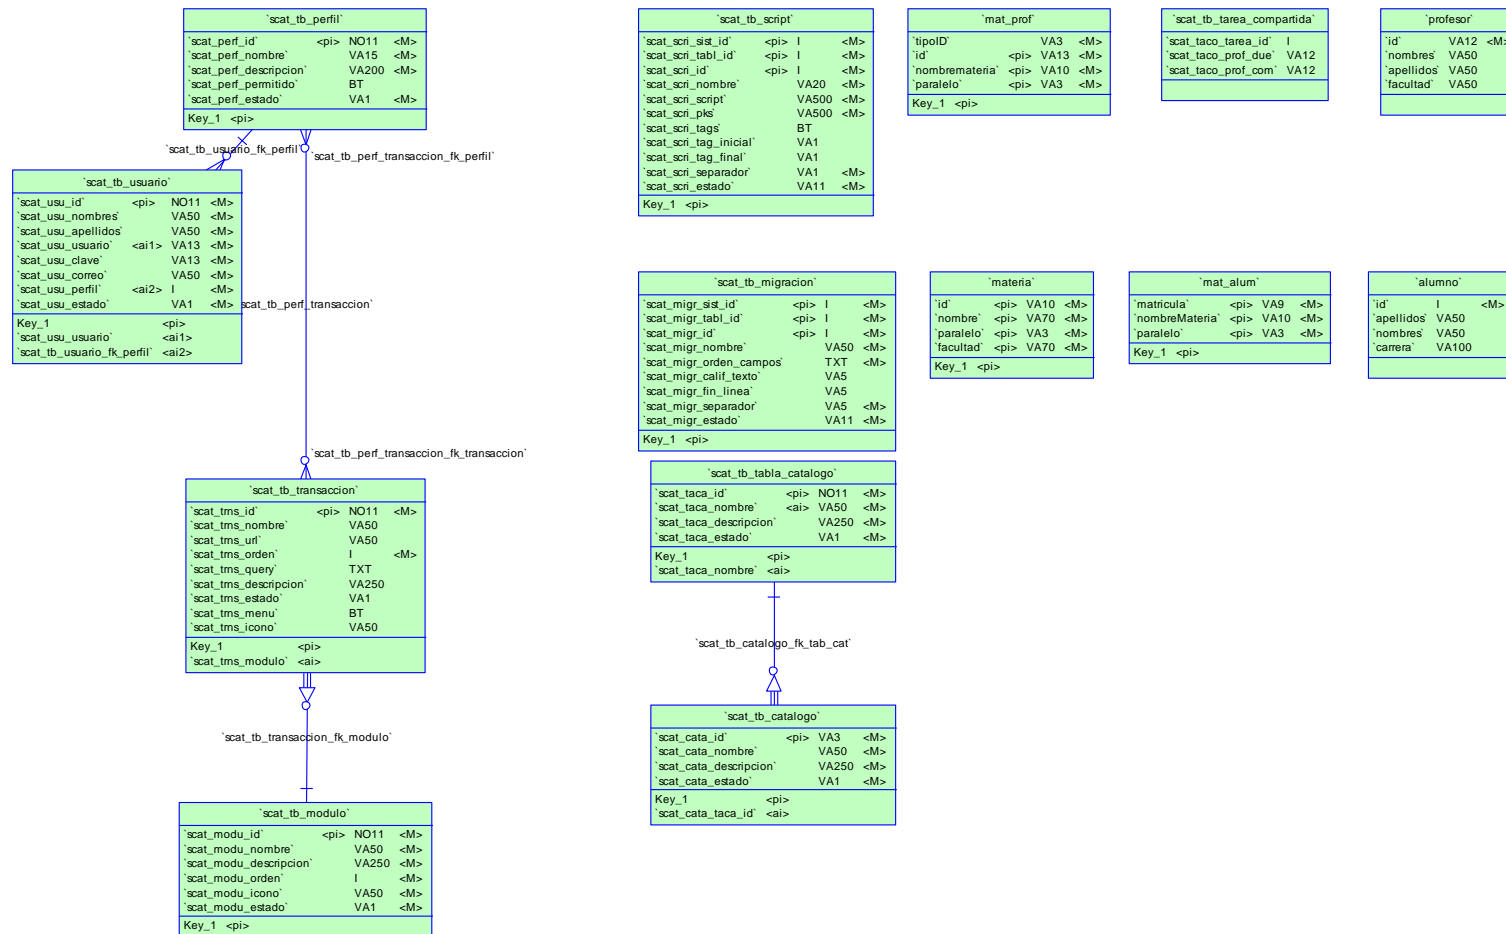 `scat_tb_perfil`
`scat_perf_id` <pi> NO11 <M>
`scat_perf_nombre` VA15 <M>
`scat_perf_descripcion` VA200 <M>
`scat_perf_permitido` BT
`scat_perf_estado` VA1 <M>
Key_1 <pi>
`scat_tb_usuario_fk_perfil`
`scat_tb_perf_transaccion_fk_perfil`
`scat_tb_usuario`
`scat_usu_id` <pi> NO11 <M>
`scat_usu_nombres` VA50 <M>
`scat_usu_apellidos` VA50 <M>
`scat_usu_usuario` <ai1> VA13 <M>
`scat_usu_clave` VA13 <M>
`scat_usu_correo` VA50 <M>
`scat_usu_perfil` <ai2> I <M>
`scat_usu_estado` VA1 <M>
Key_1 <pi>
`scat_usu_usuario` <ai1>
`scat_tb_usuario_fk_perfil` <ai2>
`scat_tb_perf_transaccion`
`scat_tb_perf_transaccion_fk_transaccion`
`scat_tb_transaccion`
`scat_trns_id` <pi> NO11 <M>
`scat_trns_nombre` VA50
`scat_trns_url` VA50
`scat_trns_orden` I <M>
`scat_trns_query` TXT
`scat_trns_descripcion` VA250
`scat_trns_estado` VA1
`scat_trns_menu` BT
`scat_trns_icono` VA50
Key_1 <pi>
`scat_trns_modulo` <ai>
`scat_tb_transaccion_fk_modulo`
`scat_tb_modulo`
`scat_modu_id` <pi> NO11 <M>
`scat_modu_nombre` VA50 <M>
`scat_modu_descripcion` VA250 <M>
`scat_modu_orden` I <M>
`scat_modu_icono` VA50 <M>
`scat_modu_estado` VA1 <M>
Key_1 <pi>
`scat_tb_script`
`scat_scri_sist_id` <pi> I <M>
`scat_scri_tabl_id` <pi> I <M>
`scat_scri_id` <pi> I <M>
`scat_scri_nombre` VA20 <M>
`scat_scri_script` VA500 <M>
`scat_scri_pks` VA500 <M>
`scat_scri_tags` BT
`scat_scri_tag_inicial` VA1
`scat_scri_tag_final` VA1
`scat_scri_separador` VA1 <M>
`scat_scri_estado` VA11 <M>
Key_1 <pi>
`mat_prof`
`tipoID` VA3 <M>
`id` <pi> VA13 <M>
`nombremateria` <pi> VA10 <M>
`paralelo` <pi> VA3 <M>
Key_1 <pi>
`scat_tb_tarea_compartida`
`scat_taco_tarea_id` I
`scat_taco_prof_due` VA12
`scat_taco_prof_com` VA12
`profesor`
`id` VA12 <M>
`nombres` VA50
`apellidos` VA50
`facultad` VA50
`scat_tb_migracion`
`scat_migr_sist_id` <pi> I <M>
`scat_migr_tabl_id` <pi> I <M>
`scat_migr_id` <pi> I <M>
`scat_migr_nombre` VA50 <M>
`scat_migr_orden_campos` TXT <M>
`scat_migr_calif_texto` VA5
`scat_migr_fin_linea` VA5
`scat_migr_separador` VA5 <M>
`scat_migr_estado` VA11 <M>
Key_1 <pi>
`materia`
`id` <pi> VA10 <M>
`nombre` <pi> VA70 <M>
`paralelo` <pi> VA3 <M>
`facultad` <pi> VA70 <M>
Key_1 <pi>
`mat_alum`
`matricula` <pi> VA9 <M>
`nombreMateria` <pi> VA10 <M>
`paralelo` <pi> VA3 <M>
Key_1 <pi>
`alumno`
`id` I <M>
`apellidos` VA50
`nombres` VA50
`carrera` VA100
`scat_tb_tabla_catalogo`
`scat_taca_id` <pi> NO11 <M>
`scat_taca_nombre` <ai> VA50 <M>
`scat_taca_descripcion` VA250 <M>
`scat_taca_estado` VA1 <M>
Key_1 <pi>
`scat_taca_nombre` <ai>
`scat_tb_catalogo_fk_tab_cat`
`scat_tb_catalogo`
`scat_cata_id` <pi> VA3 <M>
`scat_cata_nombre` VA50 <M>
`scat_cata_descripcion` VA250 <M>
`scat_cata_estado` VA1 <M>
Key_1 <pi>
`scat_cata_taca_id` <ai>